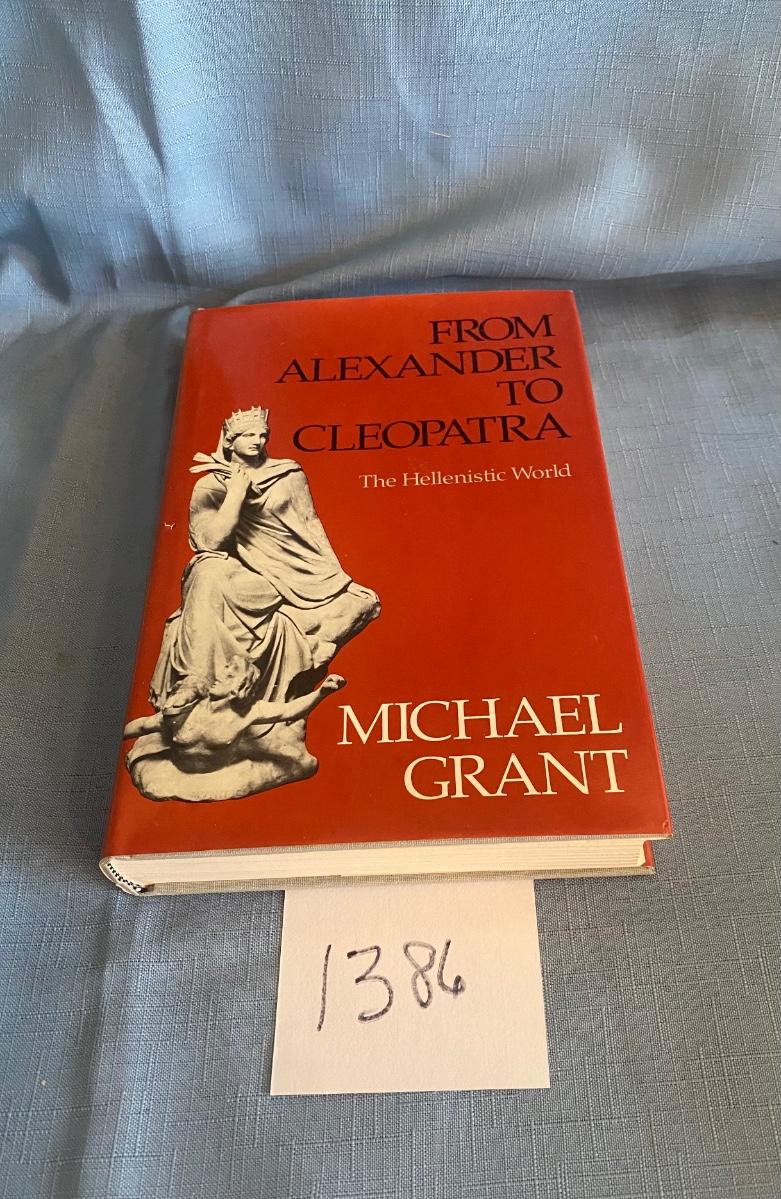 FROM
ALEXANDER
TO
CLEOPATRA
The Hellenistic World
MICHAEL
GRANT
1386